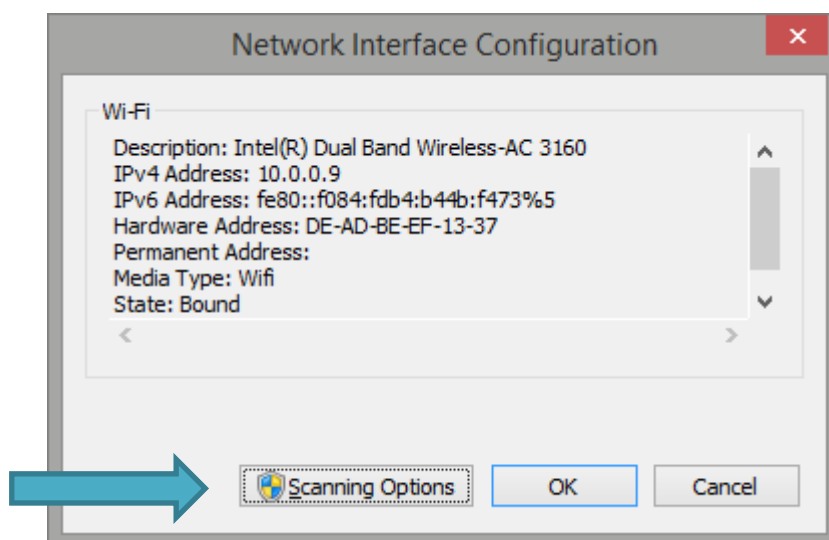 Network Interface Configuration
Wi-Fi
Description: Intel(R) Dual Band Wireless-AC 3160
IPv4 Address: 10.0.0.9
IPv6 Address: fe80::f084:fdb4:b44b:f473%5
Hardware Address: DE-AD-BE-EF-13-37
Permanent Address:
Media Type: Wifi
State: Bound
Scanning Options OK Cancel